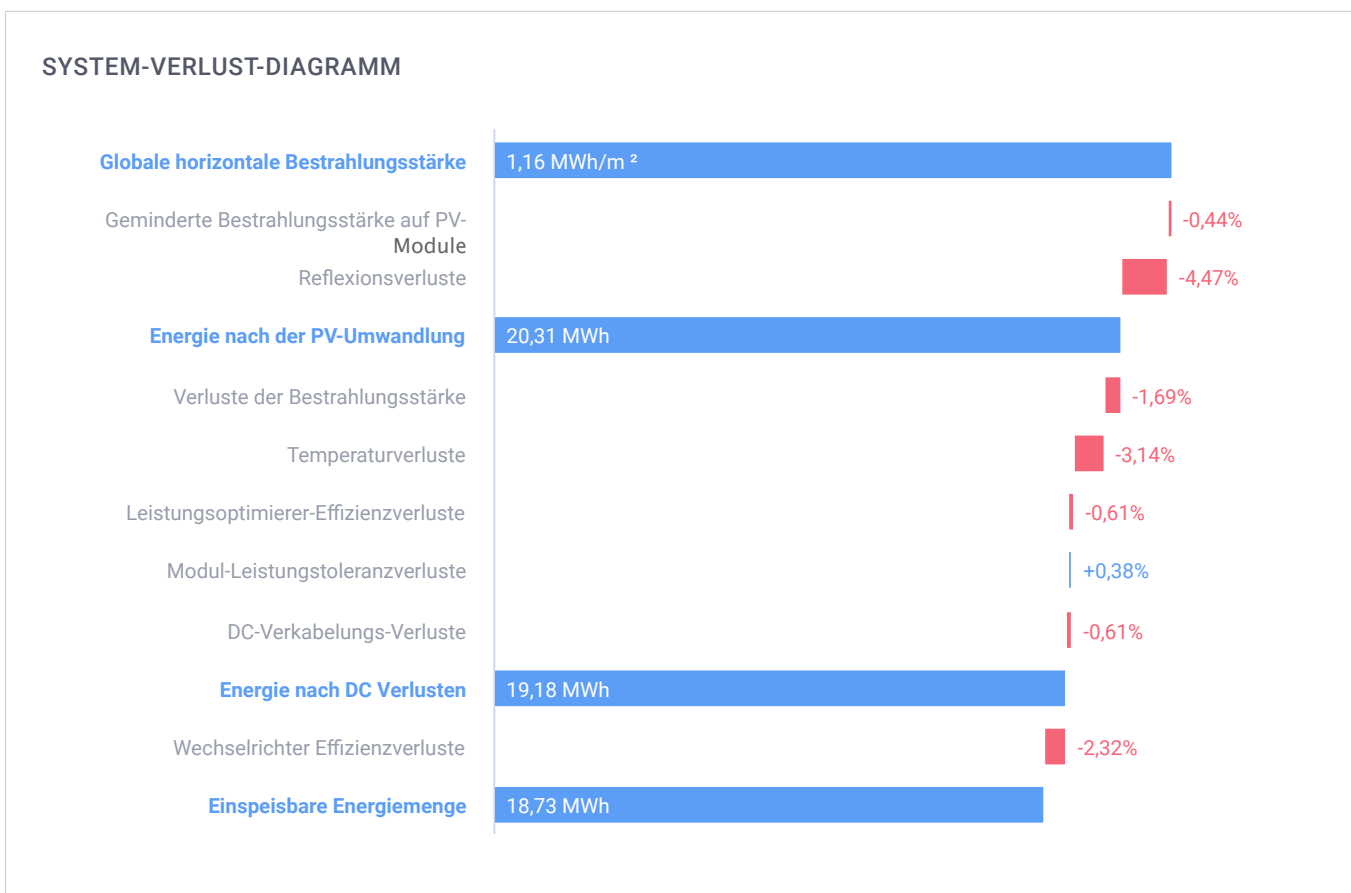 SYSTEM-VERLUST-DIAGRAMM
Globale horizontale Bestrahlungsstärke
1,16 MWh/m ²
Geminderte Bestrahlungsstärke auf PV-
Module
-0,44%
Reflexionsverluste
-4,47%
Energie nach der PV-Umwandlung
20,31 MWh
Verluste der Bestrahlungsstärke
-1,69%
Temperaturverluste
-3,14%
Leistungsoptimierer-Effizienzverluste
-0,61%
Modul-Leistungstoleranzverluste
+0,38%
DC-Verkabelungs-Verluste
-0,61%
Energie nach DC Verlusten
19,18 MWh
Wechselrichter Effizienzverluste
-2,32%
Einspeisbare Energiemenge
18,73 MWh